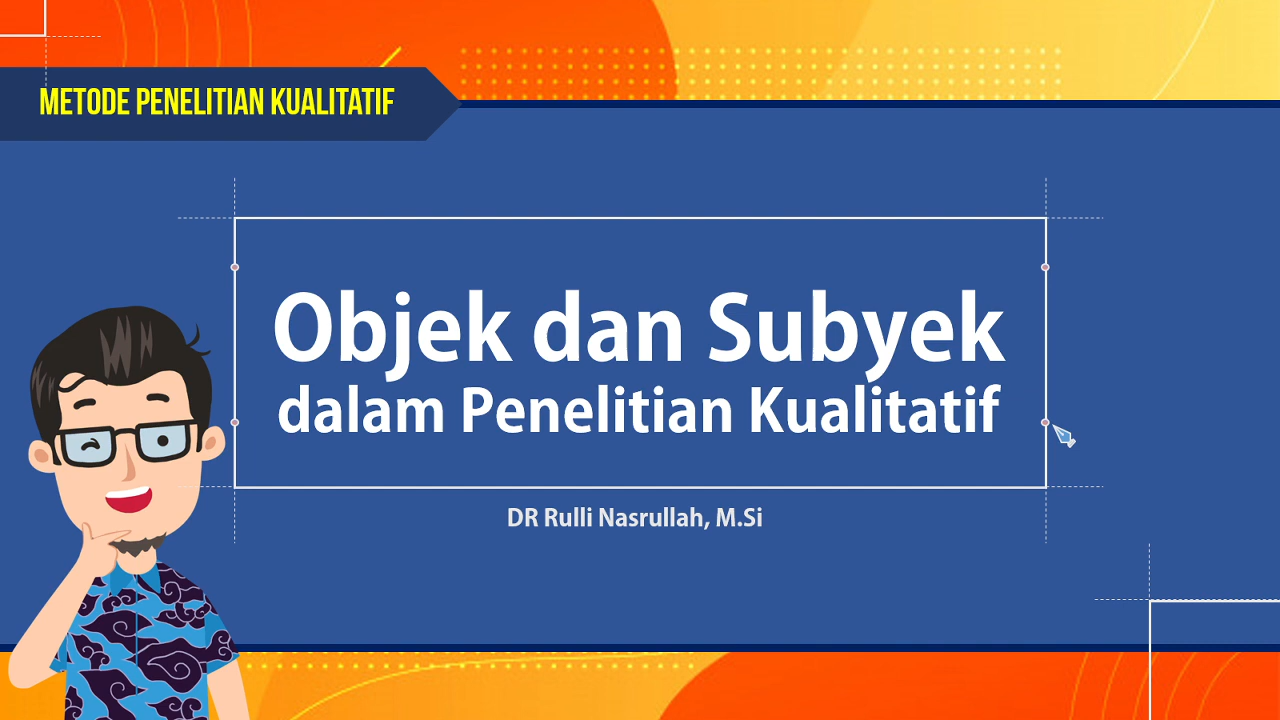 METODE PENELITIAN KUALITATIF
Objek dan Subyek
dalam Penelitian Kualitatif
DR Rulli Nasrullah, M.Si